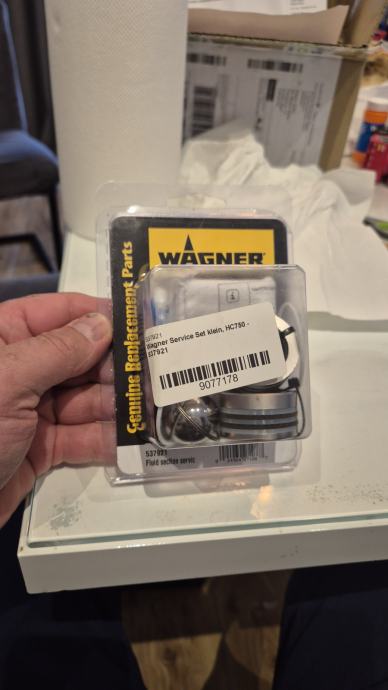 WAGNER
Genuine Replacement Parts
537921
Wagner Service Set klein, HC750 -
537921
9077178
537921
Fluid section servic